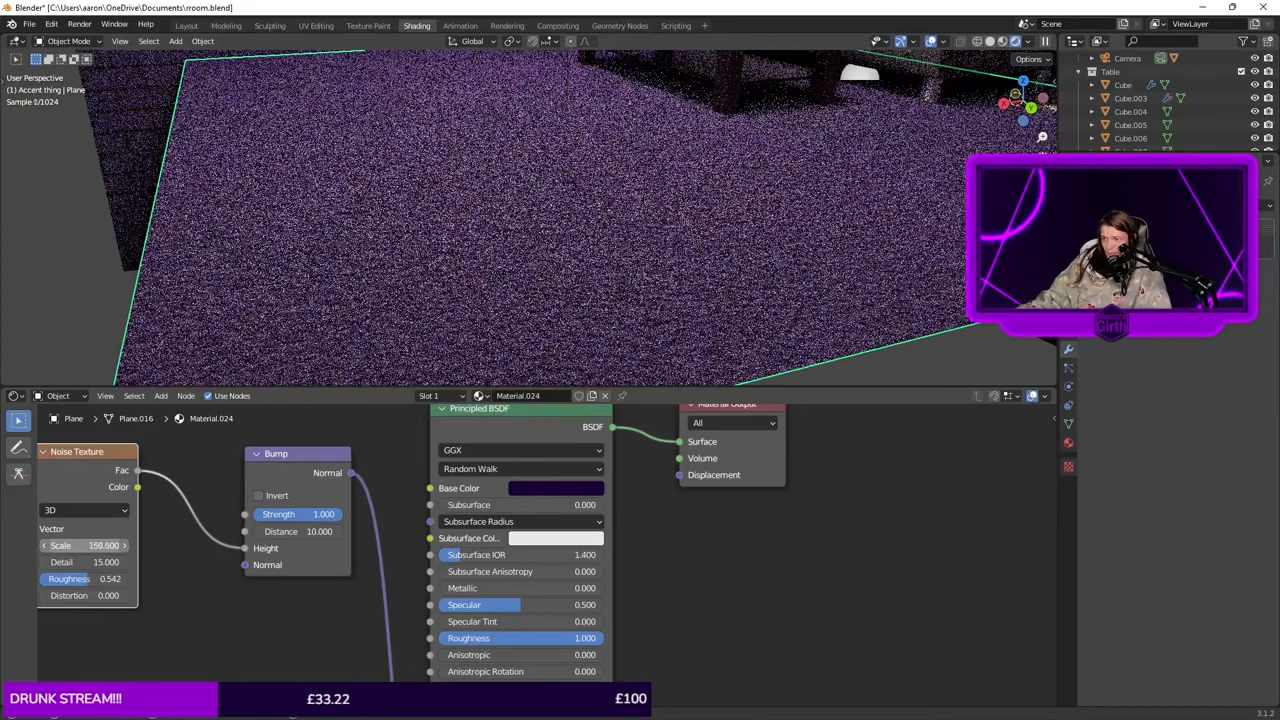 [C:\Users\aaron\OneDrive\Documents\rroom.blend]
File Edit Render Window Help Layout Modeling Sculpting UV Editing Texture Paint Shading Animation Rendering Compositing Geometry Nodes Scripting Scene ViewLayer
Object Mode View Select Add Object Global
Options
User Perspective
(1) Accent thing | Plane
Sample 0/1024
Camera
Table
Cube
Cube.003
Cube.004
Cube.005
Cube.006
X Y Z
Girth
Object View Select Add Node Use Nodes Slot 1 Material.024
Plane Plane.016 Material.024
Noise Texture
Fac
Color
3D
Vector
Scale
Detail 15.000
Roughness 0.542
Distortion 0.000
Bump
Normal
Invert
Strength 1.000
Distance 10.000
Height
Normal
Principled BSDF
BSDF
GGX
Random Walk
Base Color
Subsurface 0.000
Subsurface Radius
Subsurface Col...
Subsurface IOR 1.400
Subsurface Anisotropy 0.000
Metallic 0.000
Specular 0.500
Specular Tint 0.000
Roughness 1.000
Anisotropic 0.000
Anisotropic Rotation 0.000
Material Output
All
Surface
Volume
Displacement
DRUNK STREAM!!! £33.22 £100
3.1.2